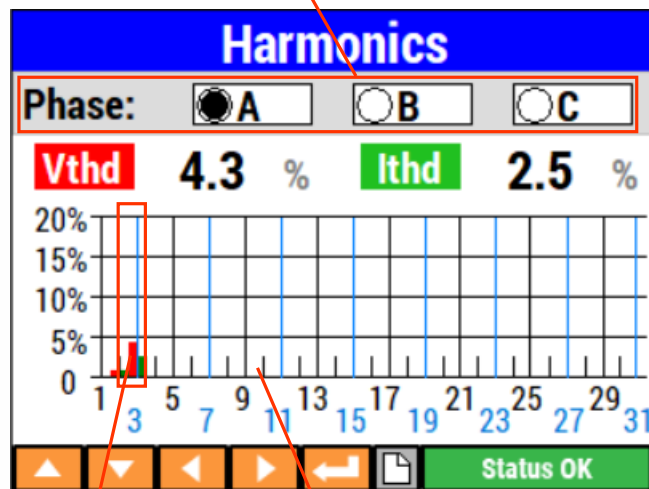 Harmonics
Phase: A B C
Vthd 4.3 % Ithd 2.5 %
20%
15%
10%
5%
0
1 5 9 13 17 21 25 29
3 7 11 15 19 23 27 31
Status OK